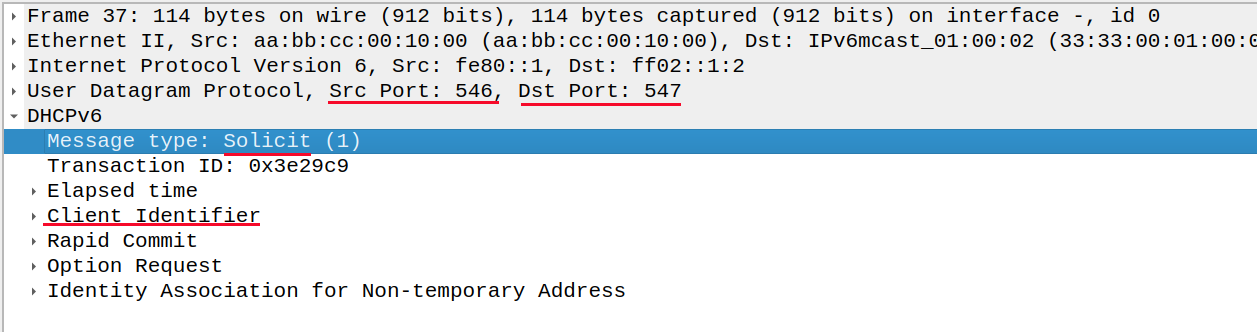 Frame 37: 114 bytes on wire (912 bits), 114 bytes captured (912 bits) on interface -, id 0
Ethernet II, Src: aa:bb:cc:00:10:00 (aa:bb:cc:00:10:00), Dst: IPv6mcast_01:00:02 (33:33:00:01:00:0
Internet Protocol Version 6, Src: fe80::1, Dst: ff02::1:2
User Datagram Protocol, Src Port: 546, Dst Port: 547
DHCPv6
Message type: Solicit (1)
Transaction ID: 0x3e29c9
Elapsed time
Client Identifier
Rapid Commit
Option Request
Identity Association for Non-temporary Address